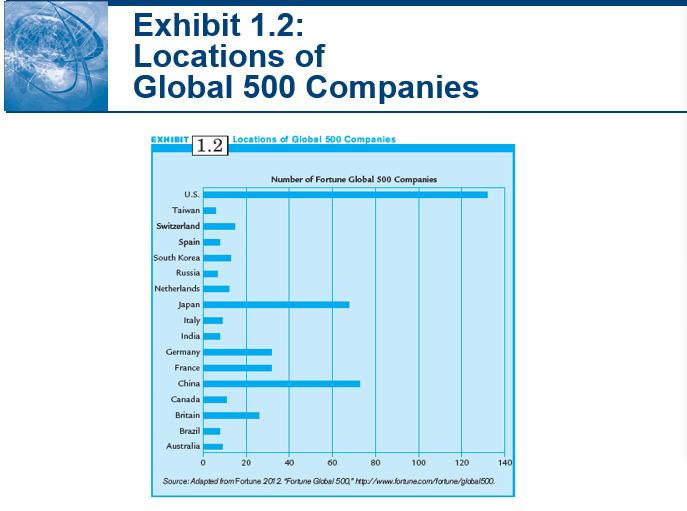 Exhibit 1.2:
Locations of
Global 500 Companies
EXHIBIT 1.2 Locations of Global 500 Companies
Number of Fortune Global 500 Companies
U.S.
Taiwan
Switzerland
Spain
South Korea
Russia
Netherlands
Japan
Italy
India
Germany
France
China
Canada
Britain
Brazil
Australia
0 20 40 60 80 100 120 140
Source: Adapted from Fortune 2012. "Fortune Global 500," http://www.fortune.com/fortune/global500.